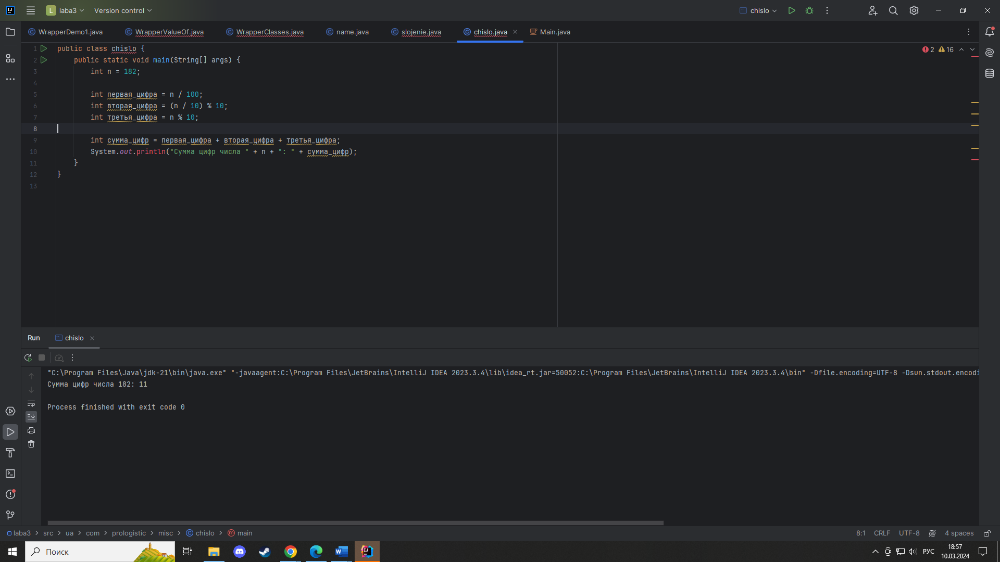 L laba3 Version control chislo
WrapperDemo1.java WrapperValueOf.java WrapperClasses.java name.java slojenie.java chislo.java Main.java
2 16
1 public class chislo {
2 public static void main(String[] args) {
3 int n = 182;
4
5 int первая_цифра = n / 100;
6 int вторая_цифра = (n / 10) % 10;
7 int третья_цифра = n % 10;
8
9 int сумма_цифр = первая_цифра + вторая_цифра + третья_цифра;
10 System.out.println("Сумма цифр числа " + n + ": " + сумма_цифр);
11 }
12 }
13
Run chislo
"C:\Program Files\Java\jdk-21\bin\java.exe" "-javaagent:C:\Program Files\JetBrains\IntelliJ IDEA 2023.3.4\lib\idea_rt.jar=50052:C:\Program Files\JetBrains\IntelliJ IDEA 2023.3.4\bin" -Dfile.encoding=UTF-8 -Dsun.stdout.encodi
Сумма цифр числа 182: 11
Process finished with exit code 0
laba3 src ua com prologistic misc chislo main 8:1 CRLF UTF-8 4 spaces
Поиск РУС 18:57
10.03.2024